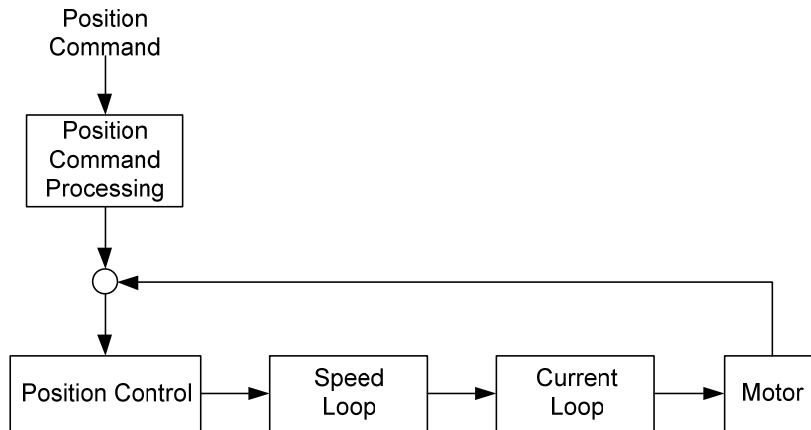 Position
Command
Position
Command
Processing
Position Control
Speed
Loop
Current
Loop
Motor